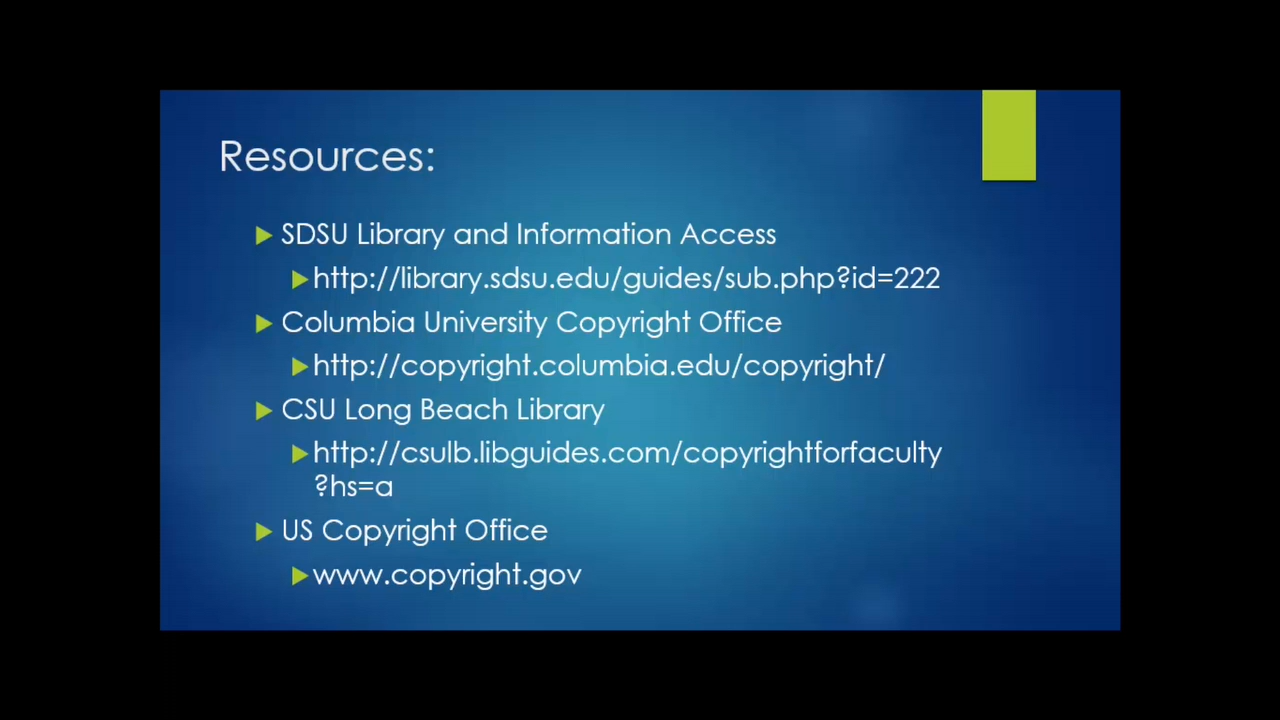 Resources:
SDSU Library and Information Access
http://library.sdsu.edu/guides/sub.php?id=222
Columbia University Copyright Office
http://copyright.columbia.edu/copyright/
CSU Long Beach Library
http://csulb.libguides.com/copyrightforfaculty
?hs=a
US Copyright Office
www.copyright.gov